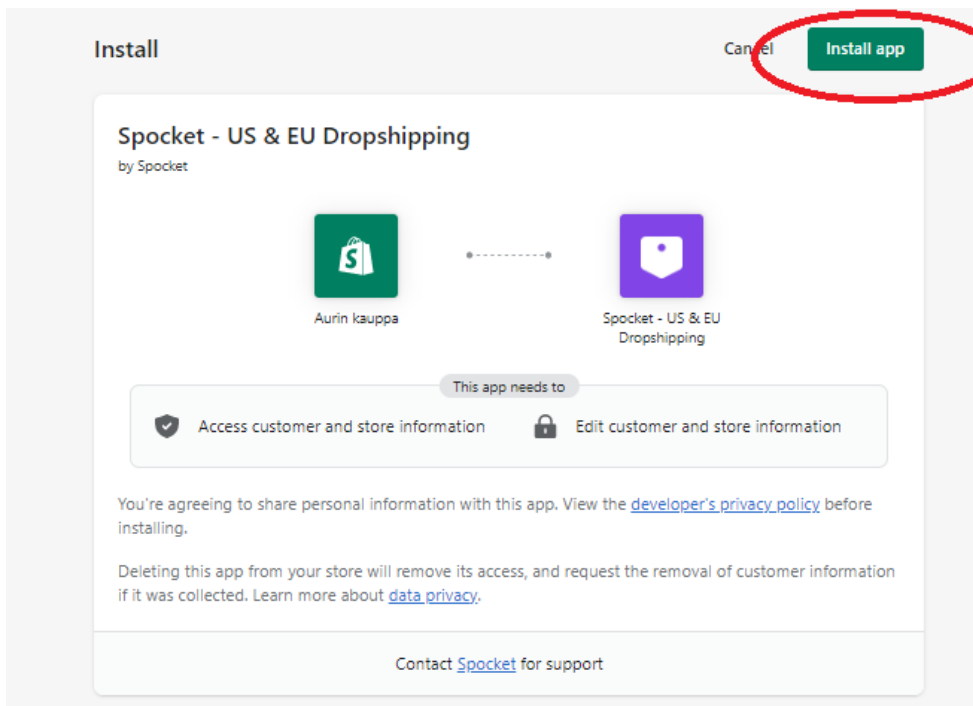 Install
Cancel
Install app
Spocket - US & EU Dropshipping
by Spocket
Aurin kauppa
Spocket - US & EU
Dropshipping
This app needs to
Access customer and store information
Edit customer and store information
You're agreeing to share personal information with this app. View the developer's privacy policy before
installing.
Deleting this app from your store will remove its access, and request the removal of customer information
if it was collected. Learn more about data privacy.
Contact Spocket for support